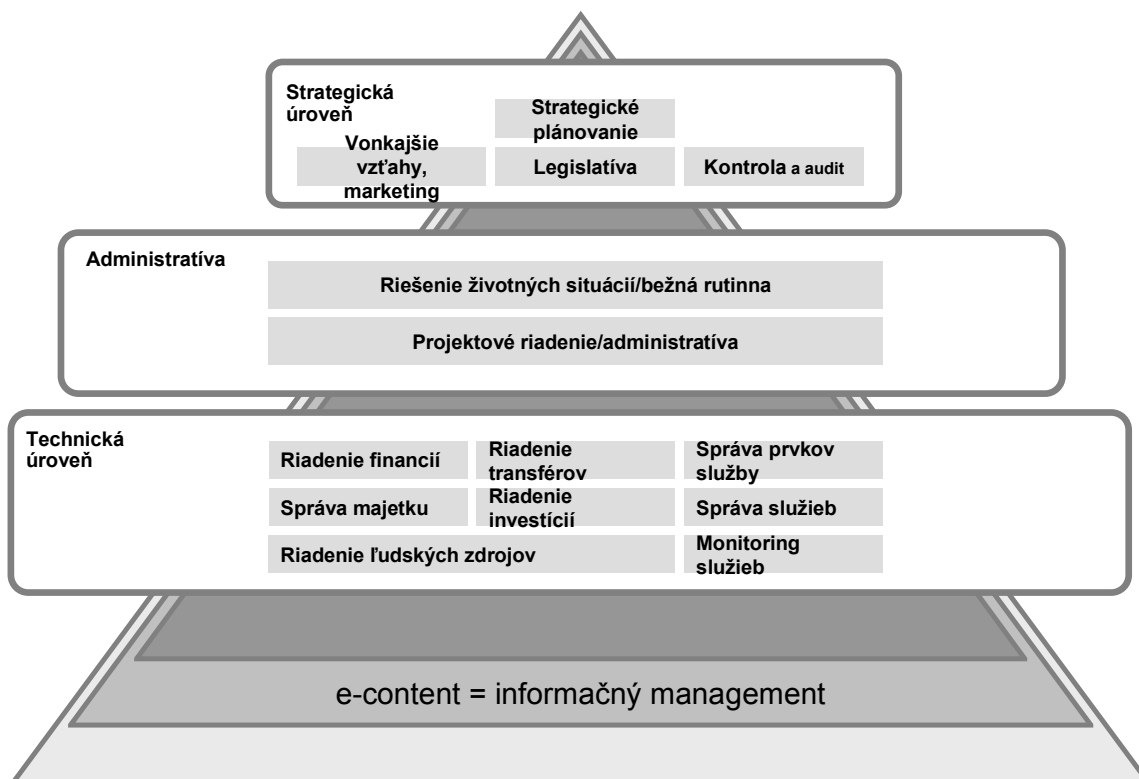 Strategická
úroveň
Strategické
plánovanie
Vonkajšie
vzťahy,
marketing
Legislatíva
Kontrola a audit
Administratíva
Riešenie životných situácií/bežná rutinna
Projektové riadenie/administratíva
Technická
úroveň
Riadenie financií
Riadenie
transférov
Správa prvkov
služby
Správa majetku
Riadenie
investícií
Správa služieb
Riadenie ľudských zdrojov
Monitoring
služieb
e-content = informačný management